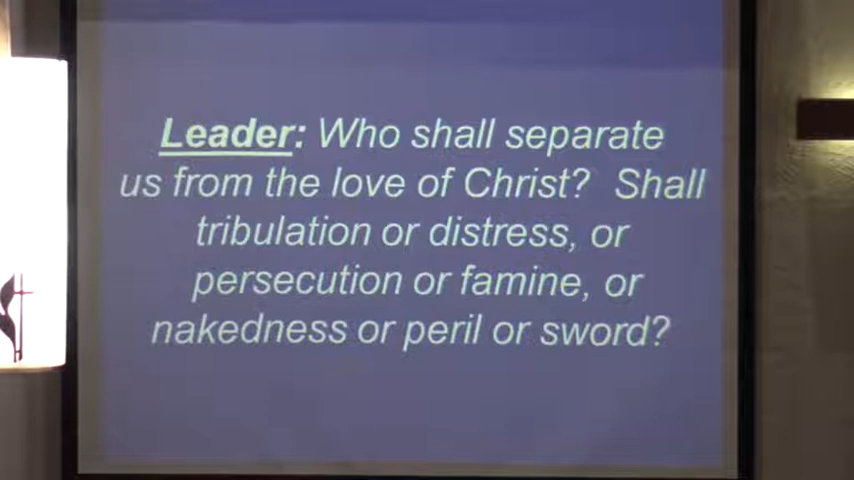 Leader: Who shall separate
us from the love of Christ?  Shall
tribulation or distress, or
persecution or famine, or
nakedness or peril or sword?